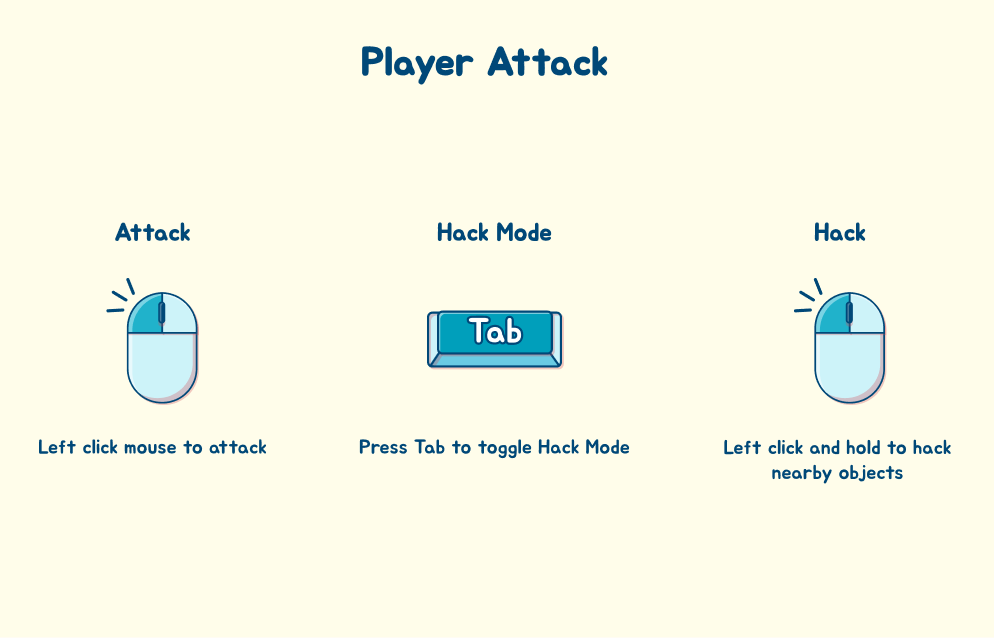 Player Attack
Attack
Hack Mode
Hack
Tab
Left click mouse to attack
Press Tab to toggle Hack Mode
Left click and hold to hack
nearby objects